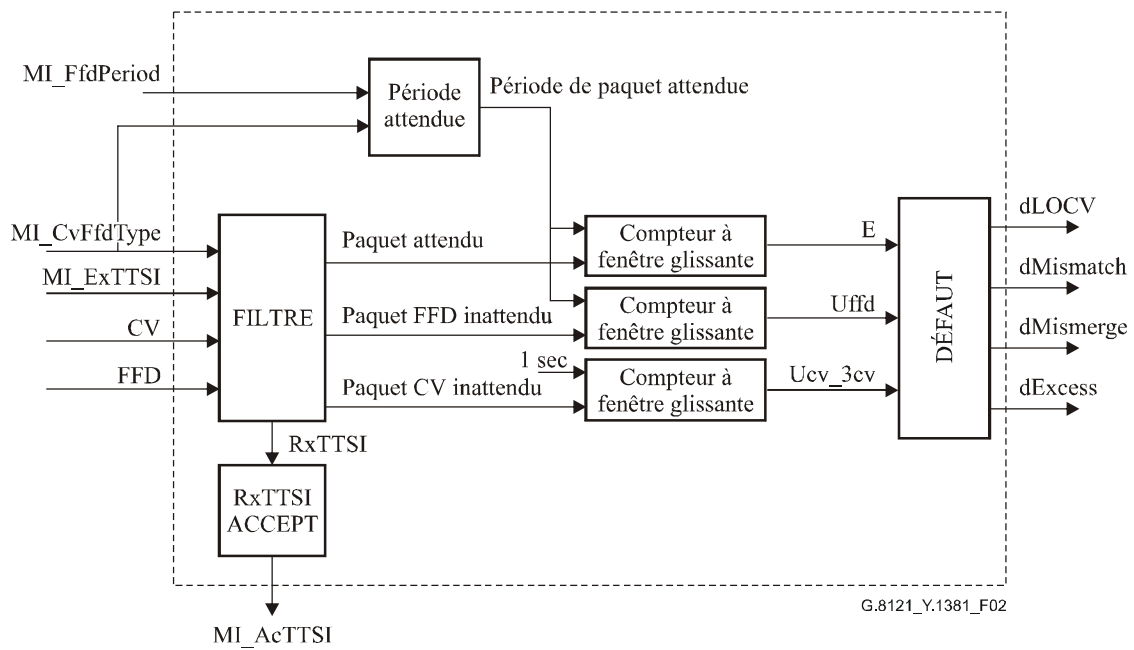 MI_FfdPeriod
Période
attendue
Période de paquet attendue
MI_CvFfdType
MI_ExTTSI
CV
FFD
FILTRE
Paquet attendu
Paquet FFD inattendu
1 sec
Paquet CV inattendu
Compteur à
fenêtre glissante
Compteur à
fenêtre glissante
Compteur à
fenêtre glissante
E
Uffd
Ucv_3cv
DÉFAUT
dLOCV
dMismatch
dMismerge
dExcess
RxTTSI
RxTTSI
ACCEPT
MI_AcTTSI
G.8121_Y.1381_F02